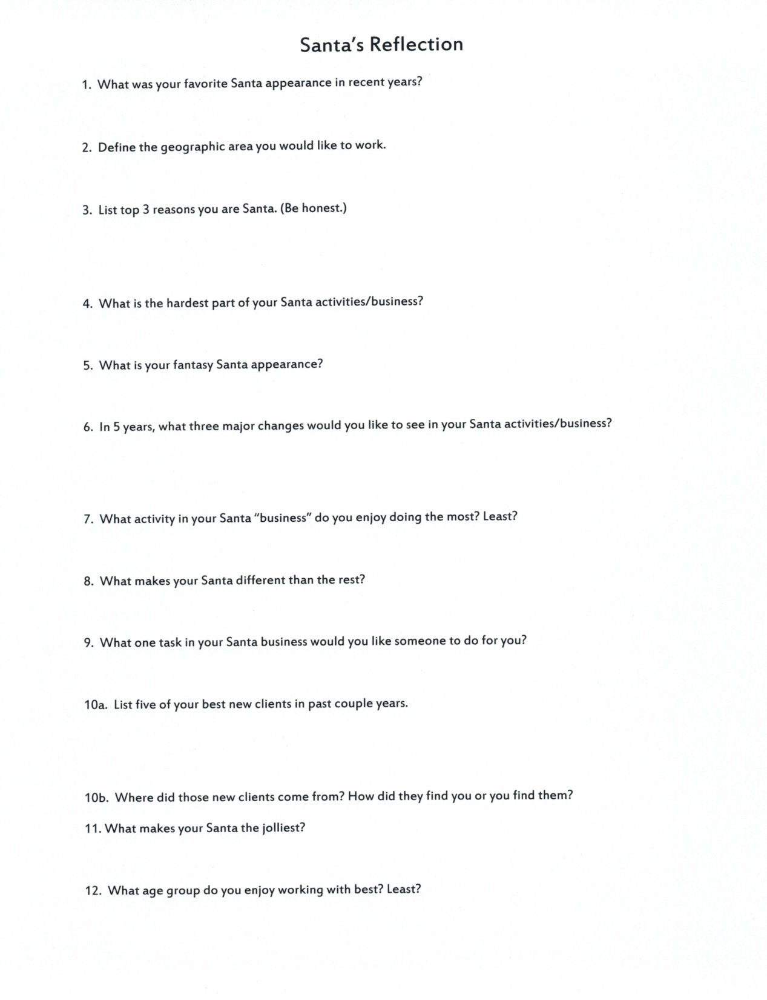 Santa's Reflection
1. What was your favorite Santa appearance in recent years?
2. Define the geographic area you would like to work.
3. List top 3 reasons you are Santa. (Be honest.)
4. What is the hardest part of your Santa activities/business?
5. What is your fantasy Santa appearance?
6. In 5 years, what three major changes would you like to see in your Santa activities/business?
7. What activity in your Santa “business” do you enjoy doing the most? Least?
8. What makes your Santa different than the rest?
9. What one task in your Santa business would you like someone to do for you?
10a. List five of your best new clients in past couple years.
10b. Where did those new clients come from? How did they find you or you find them?
11. What makes your Santa the jolliest?
12. What age group do you enjoy working with best? Least?